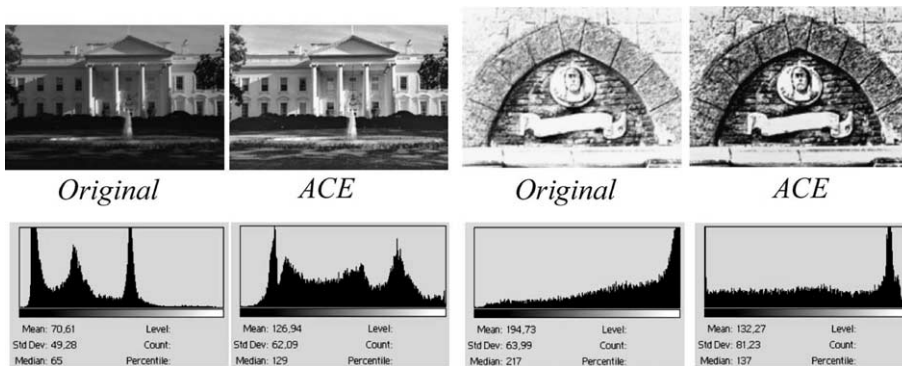 Original ACE Original ACE
Mean: 70,61 Level:
Std Dev: 49,28 Count:
Median: 65 Percentile:
Mean: 126,94 Level:
Std Dev: 62,09 Count:
Median: 129 Percentile:
Mean: 194,73 Level:
Std Dev: 63,99 Count:
Median: 217 Percentile:
Mean: 132,27 Level:
Std Dev: 81,23 Count:
Median: 137 Percentile: